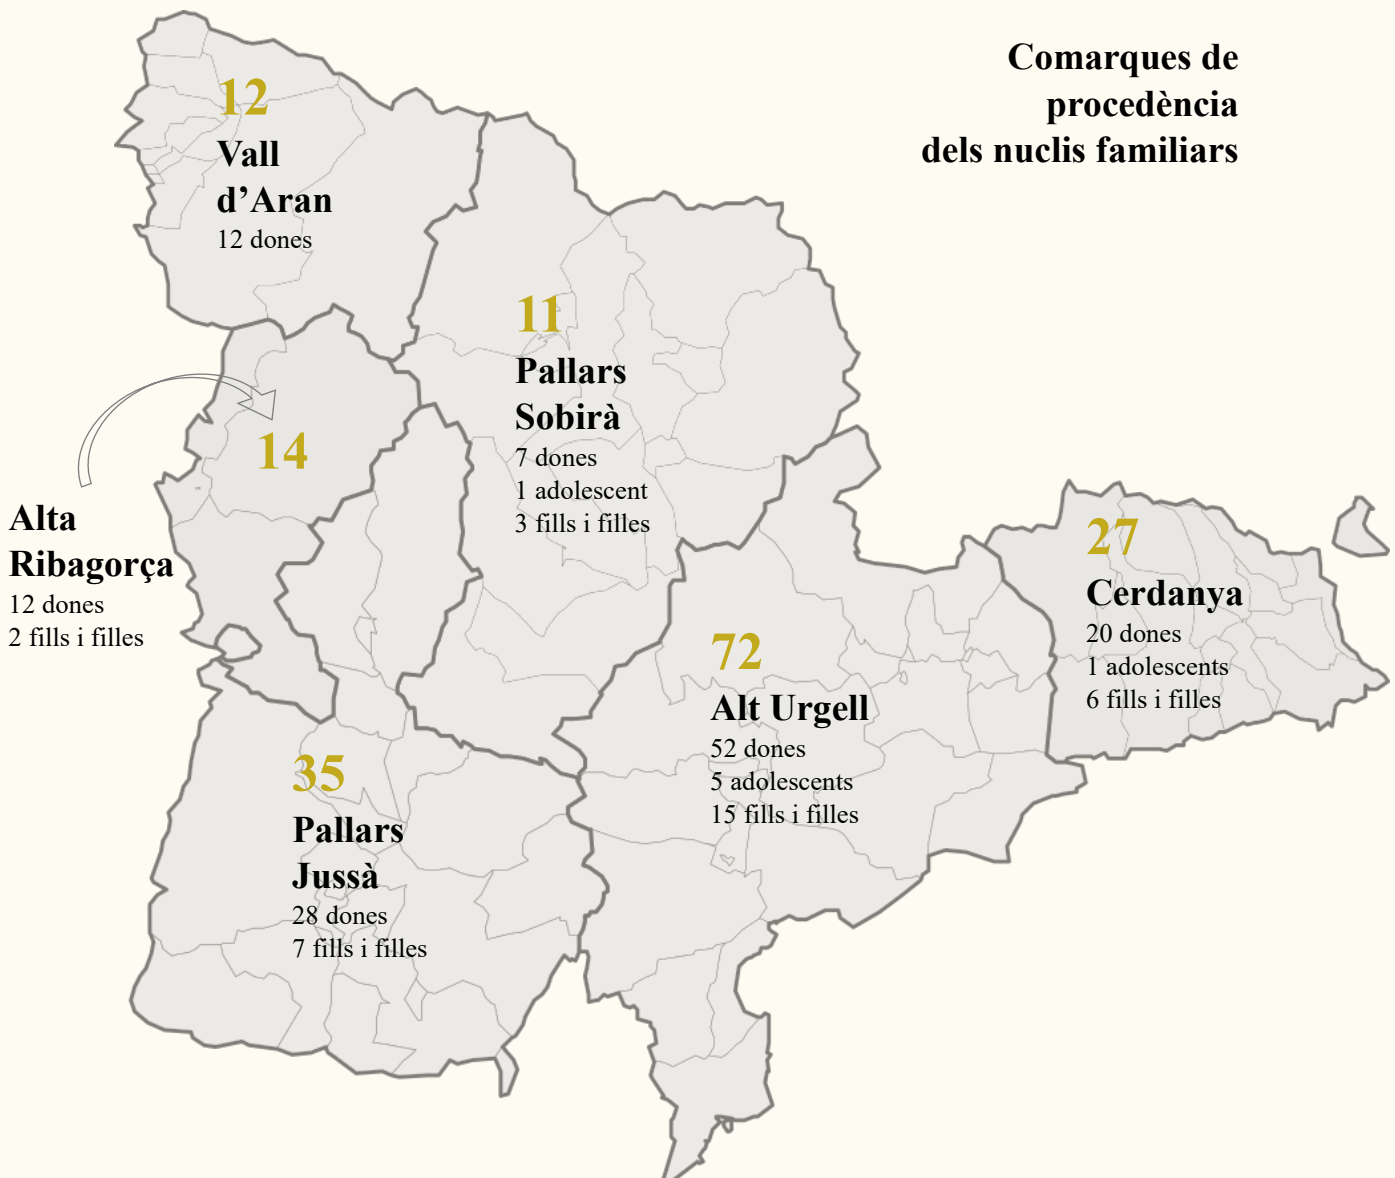 Comarques de
procedència
dels nuclis familiars
12
Vall
d’Aran
12 dones
11
Pallars
Sobirà
7 dones
1 adolescent
3 fills i filles
14
Alta
Ribagorça
12 dones
2 fills i filles
27
Cerdanya
20 dones
1 adolescents
6 fills i filles
72
Alt Urgell
52 dones
5 adolescents
15 fills i filles
35
Pallars
Jussà
28 dones
7 fills i filles